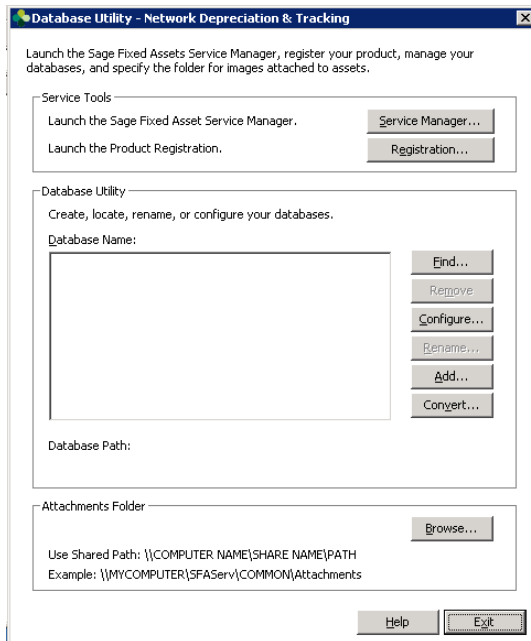 Database Utility - Network Depreciation & Tracking
Launch the Sage Fixed Assets Service Manager, register your product, manage your
databases, and specify the folder for images attached to assets.
Service Tools
Launch the Sage Fixed Asset Service Manager.
Service Manager...
Launch the Product Registration.
Registration...
Database Utility
Create, locate, rename, or configure your databases.
Database Name:
Find...
Remove
Configure...
Rename...
Add...
Convert...
Database Path:
Attachments Folder
Browse...
Use Shared Path: \\COMPUTER NAME\SHARE NAME\PATH
Example: \\MYCOMPUTER\SFAServ\COMMON\Attachments
Help
Exit